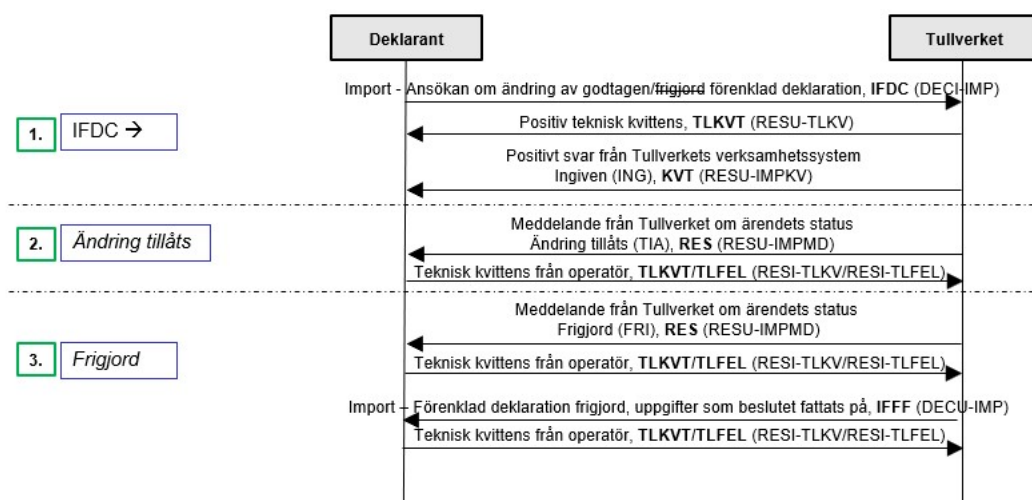 Deklarant
Tullverket
Import - Ansökan om ändring av godtagen/frigjord förenklad deklaration, IFDC (DECI-IMP)
1.
IFDC →
Positiv teknisk kvittens, TLKVT (RESU-TLKV)
Positivt svar från Tullverkets verksamhetssystem
Ingiven (ING), KVT (RESU-IMPKV)
2.
Ändring tillåts
Meddelande från Tullverket om ärendets status
Ändring tillåts (TIA), RES (RESU-IMPMD)
Teknisk kvittens från operatör, TLKVT/TLFEL (RESI-TLKV/RESI-TLFEL)
Meddelande från Tullverket om ärendets status
Frigjord (FRI), RES (RESU-IMPMD)
3.
Frigjord
Teknisk kvittens från operatör, TLKVT/TLFEL (RESI-TLKV/RESI-TLFEL)
Import – Förenklad deklaration frigjord, uppgifter som beslutet fattats på, IFFF (DECU-IMP)
Teknisk kvittens från operatör, TLKVT/TLFEL (RESI-TLKV/RESI-TLFEL)